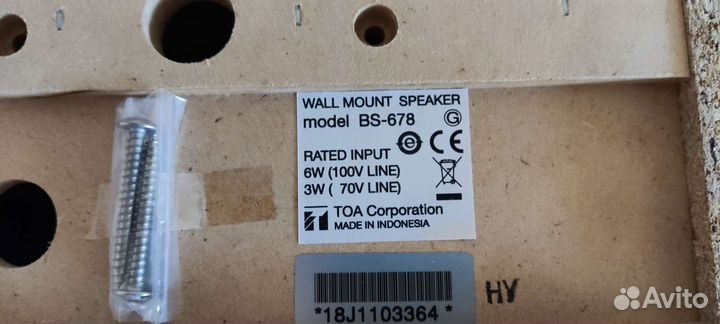 WALL MOUNT SPEAKER
model BS-678 G
e CE
RATED INPUT
6W (100V LINE)
3W ( 70V LINE)
TOA Corporation
MADE IN INDONESIA
*18J1103364*
HY
Avito